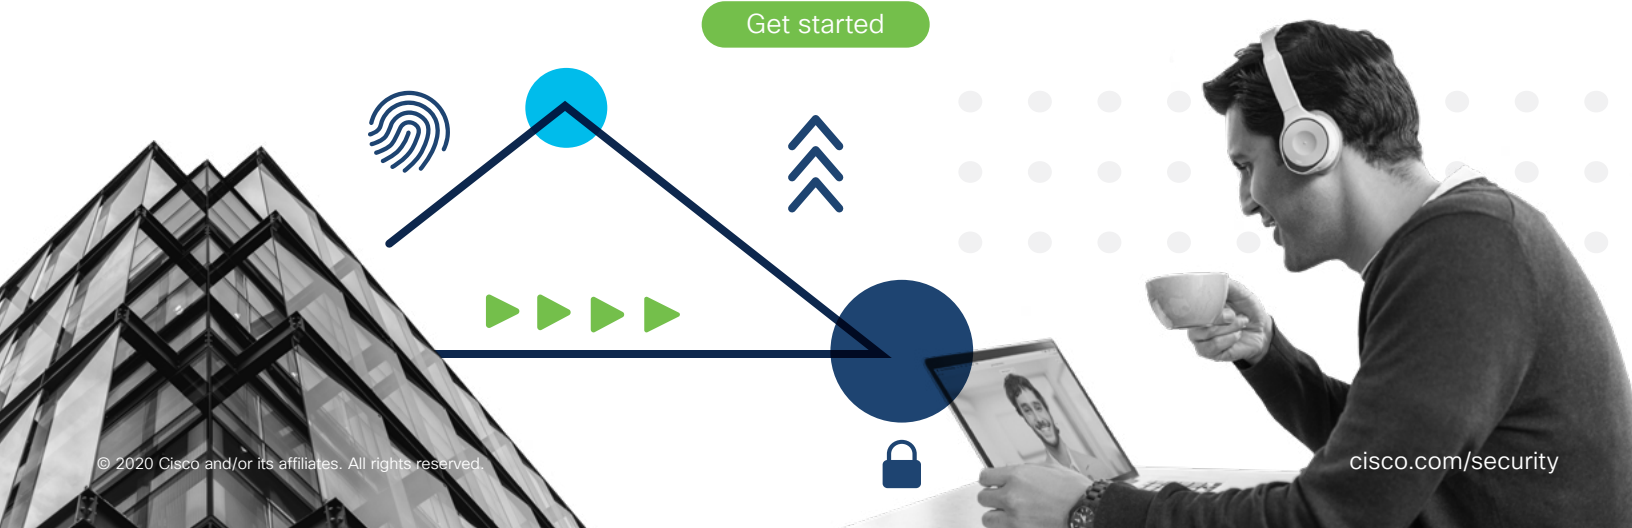 Get started
© 2020 Cisco and/or its affiliates. All rights reserved.
cisco.com/security